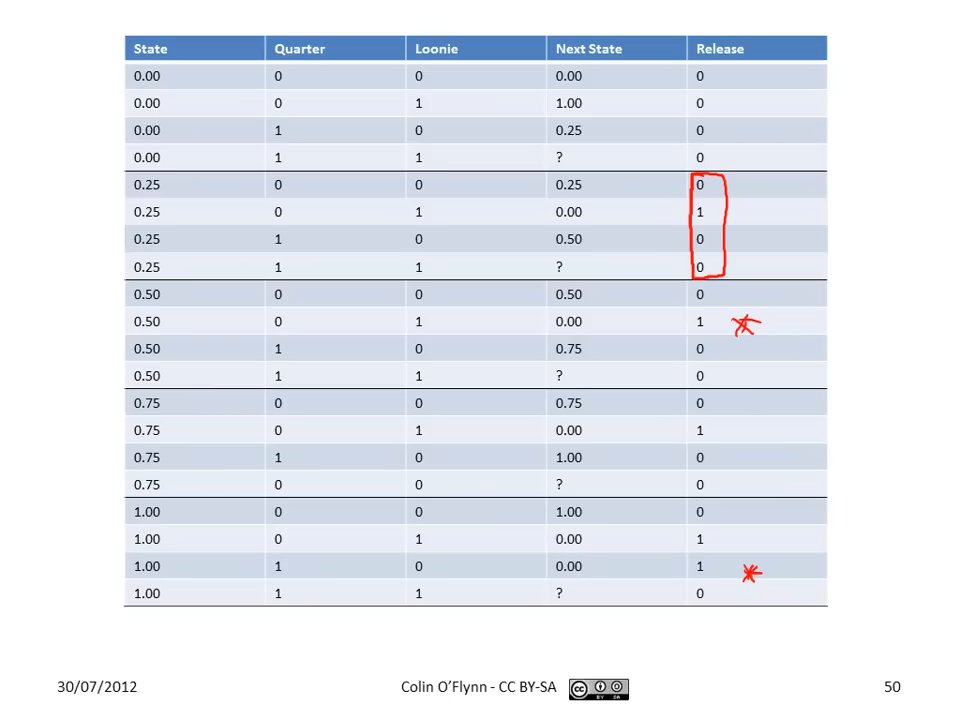 State Quarter Loonie Next State Release
0.00 0 0 0.00 0
0.00 0 1 1.00 0
0.00 1 0 0.25 0
0.00 1 1 ? 0
0.25 0 0 0.25 0
0.25 0 1 0.00 1
0.25 1 0 0.50 0
0.25 1 1 ? 0
0.50 0 0 0.50 0
0.50 0 1 0.00 1
0.50 1 0 0.75 0
0.50 1 1 ? 0
0.75 0 0 0.75 0
0.75 0 1 0.00 1
0.75 1 0 1.00 0
0.75 0 0 ? 0
1.00 0 0 1.00 0
1.00 0 1 0.00 1
1.00 1 0 0.00 1
1.00 1 1 ? 0
30/07/2012 Colin O'Flynn - CC BY-SA cc BY SA 50